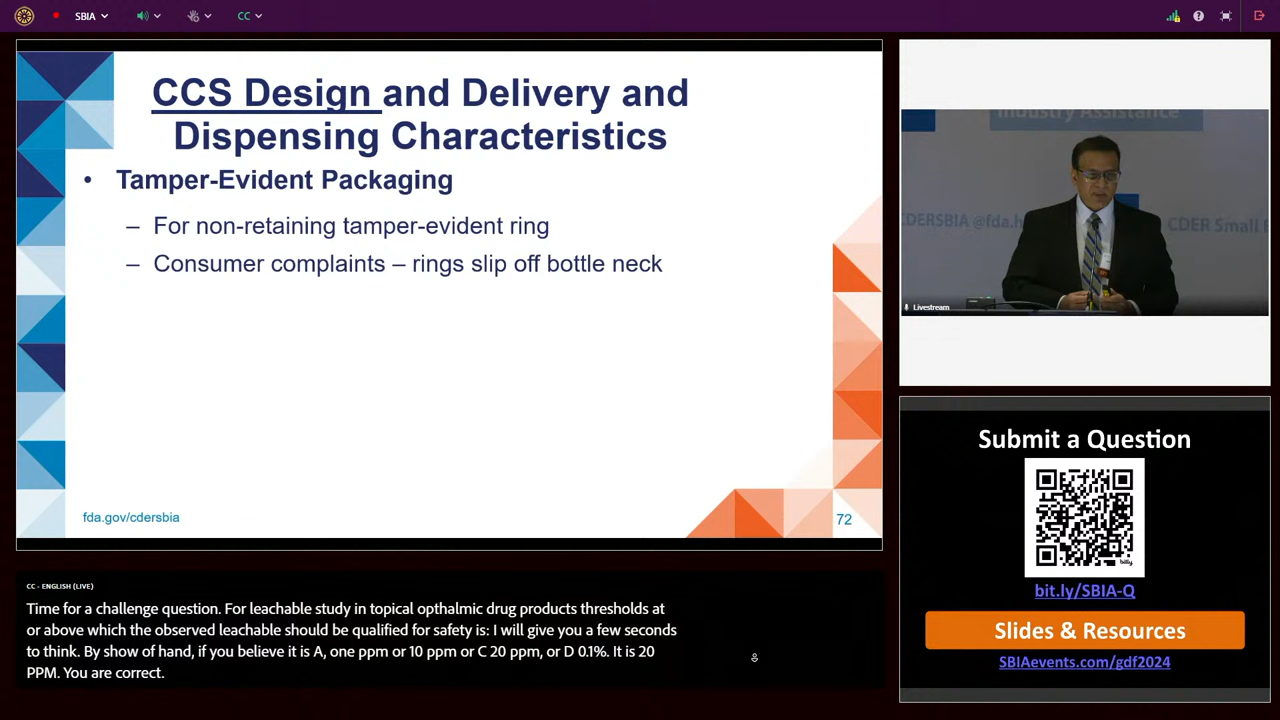 SBIA
CC
CCS Design and Delivery and
Dispensing Characteristics
• Tamper-Evident Packaging
– For non-retaining tamper-evident ring
– Consumer complaints – rings slip off bottle neck
fda.gov/cdersbia
72
Industry Assistance
CDERSBIA @fda.h
CDER Small B
Livestream
Submit a Question
bitly
bit.ly/SBIA-Q
Slides & Resources
SBIAevents.com/gdf2024
CC - ENGLISH (LIVE)
Time for a challenge question. For leachable study in topical opthalmic drug products thresholds at
or above which the observed leachable should be qualified for safety is: I will give you a few seconds
to think. By show of hand, if you believe it is A, one ppm or 10 ppm or C 20 ppm, or D 0.1%. It is 20
PPM. You are correct.